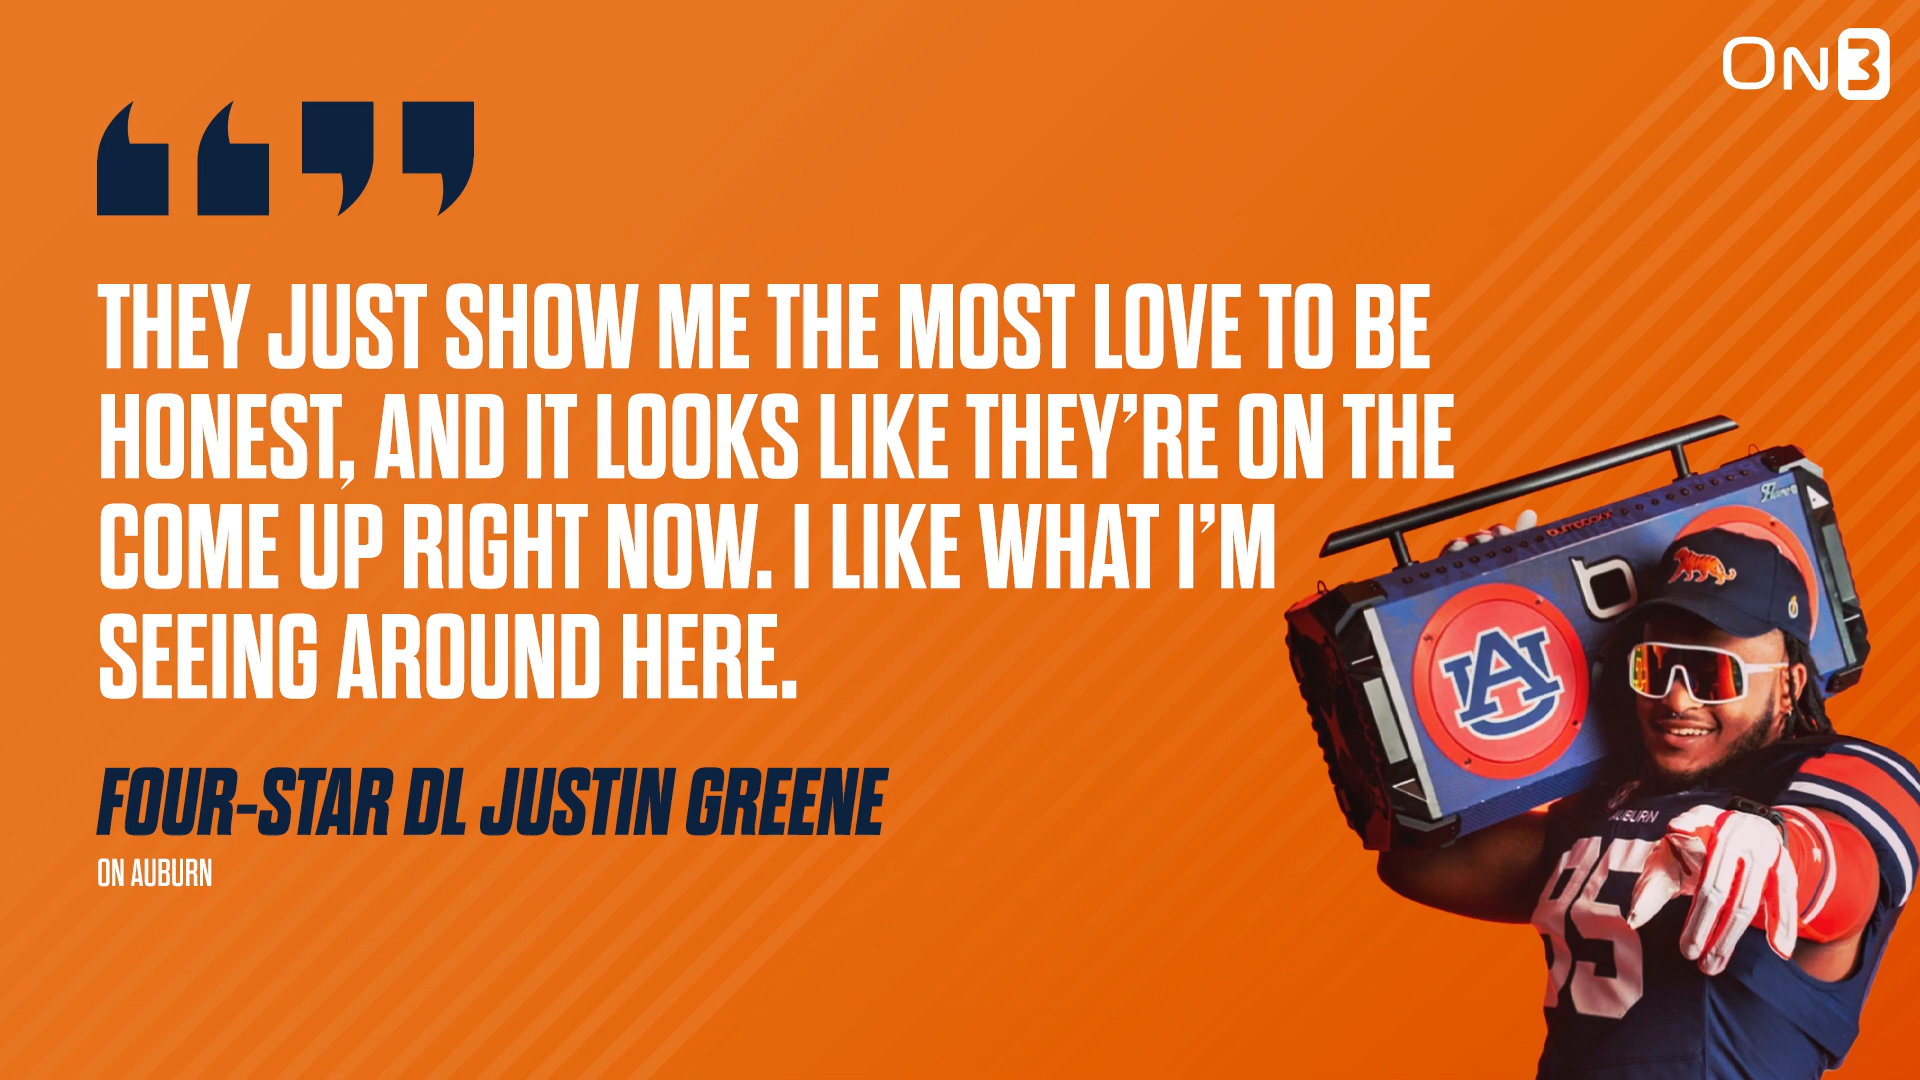 ON3
THEY JUST SHOW ME THE MOST LOVE TO BE
HONEST, AND IT LOOKS LIKE THEY’RE ON THE
COME UP RIGHT NOW. I LIKE WHAT I’M
SEEING AROUND HERE.
FOUR-STAR DL JUSTIN GREENE
ON AUBURN
b
AU
AUBURN
95